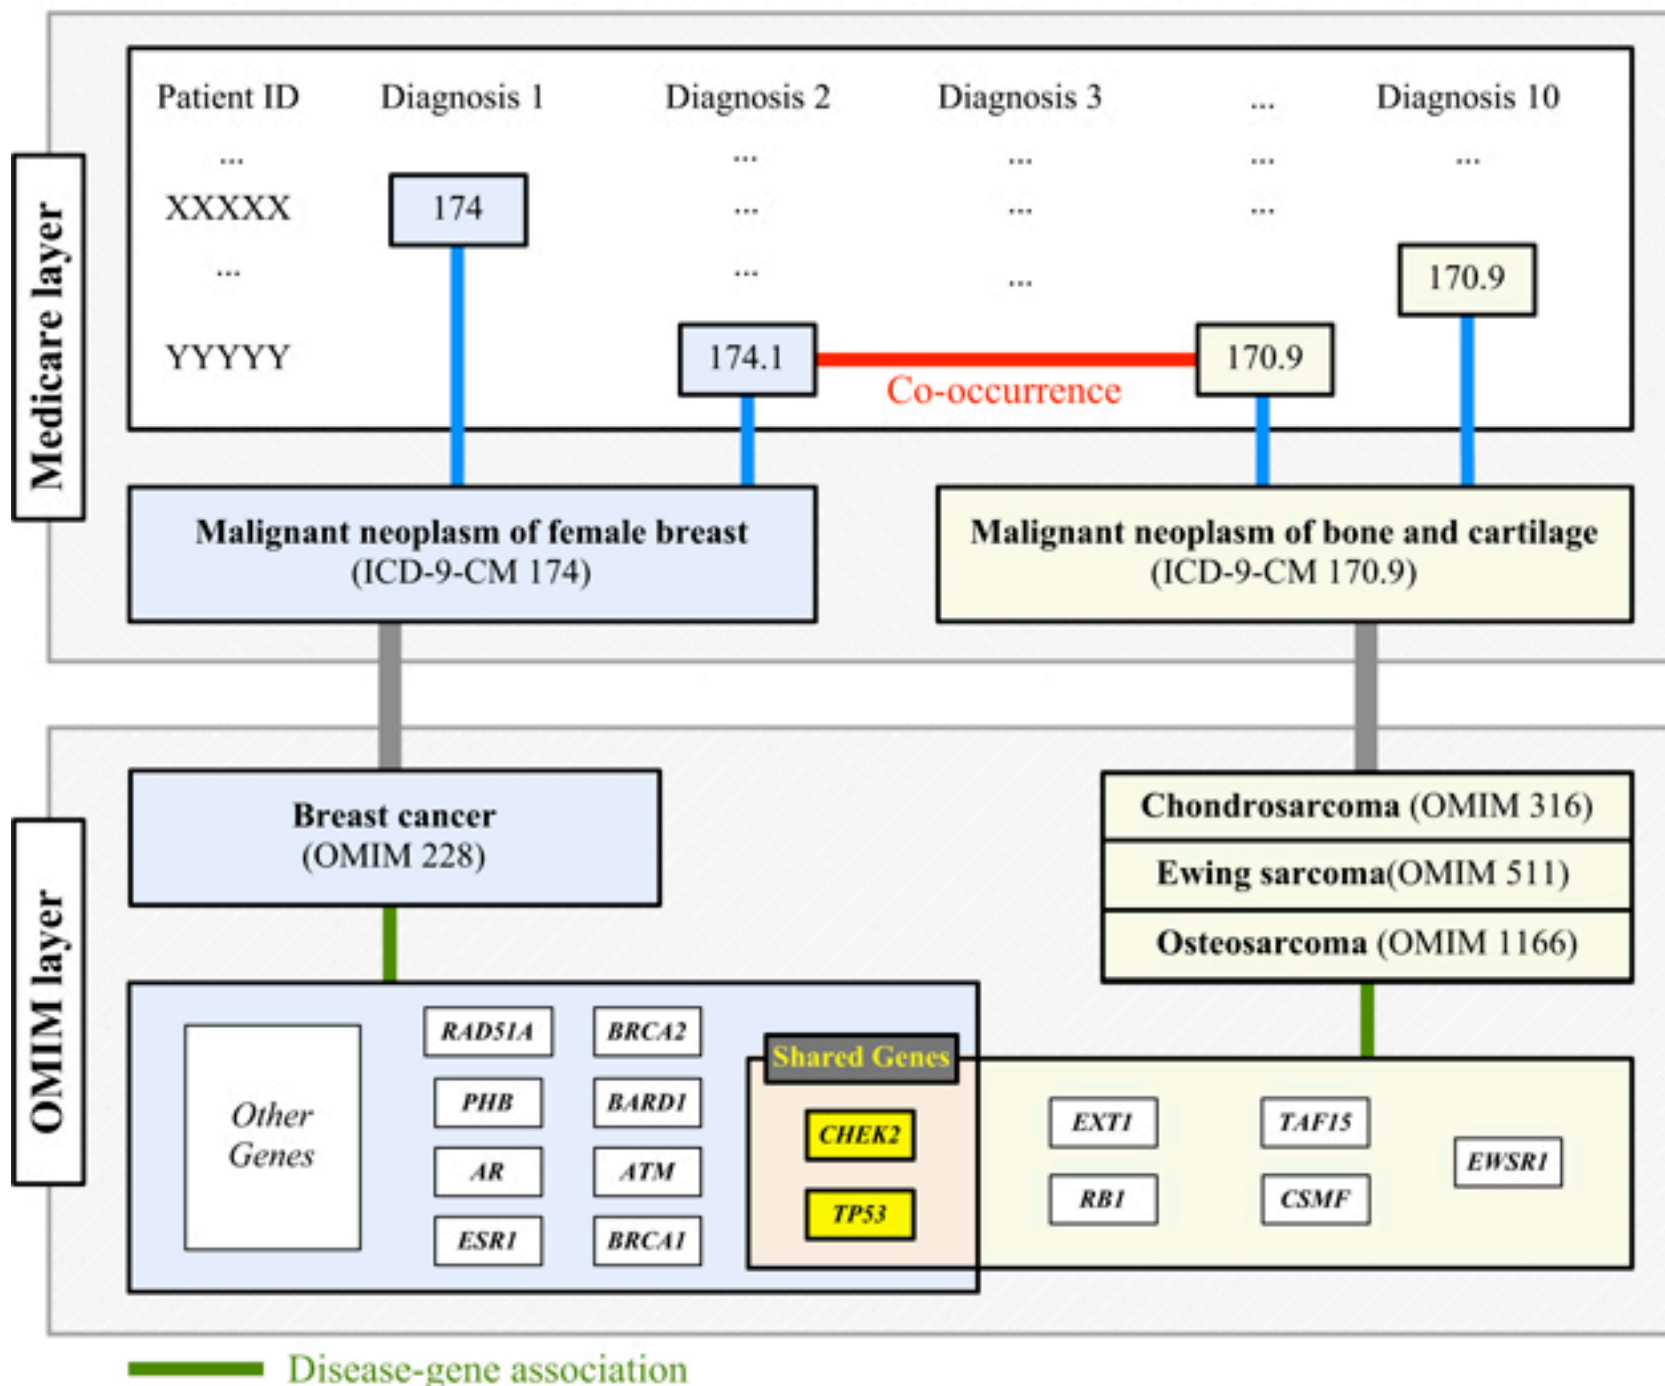 Patient ID Diagnosis 1 Diagnosis 2 Diagnosis 3 ... Diagnosis 10
... ... ... ... ...
XXXXX 174 ... ... ...
... ... ... 170.9
YYYYY 174.1 170.9
Co-occurrence
Medicare layer
Malignant neoplasm of female breast
(ICD-9-CM 174)
Malignant neoplasm of bone and cartilage
(ICD-9-CM 170.9)
OMIM layer
Breast cancer
(OMIM 228)
Chondrosarcoma (OMIM 316)
Ewing sarcoma(OMIM 511)
Osteosarcoma (OMIM 1166)
Other
Genes
RAD51A
BRCA2
PHB
BARD1
AR
ATM
ESR1
BRCA1
Shared Genes
CHEK2
TP53
EXT1
TAF15
EWSR1
RB1
CSMF
Disease-gene association